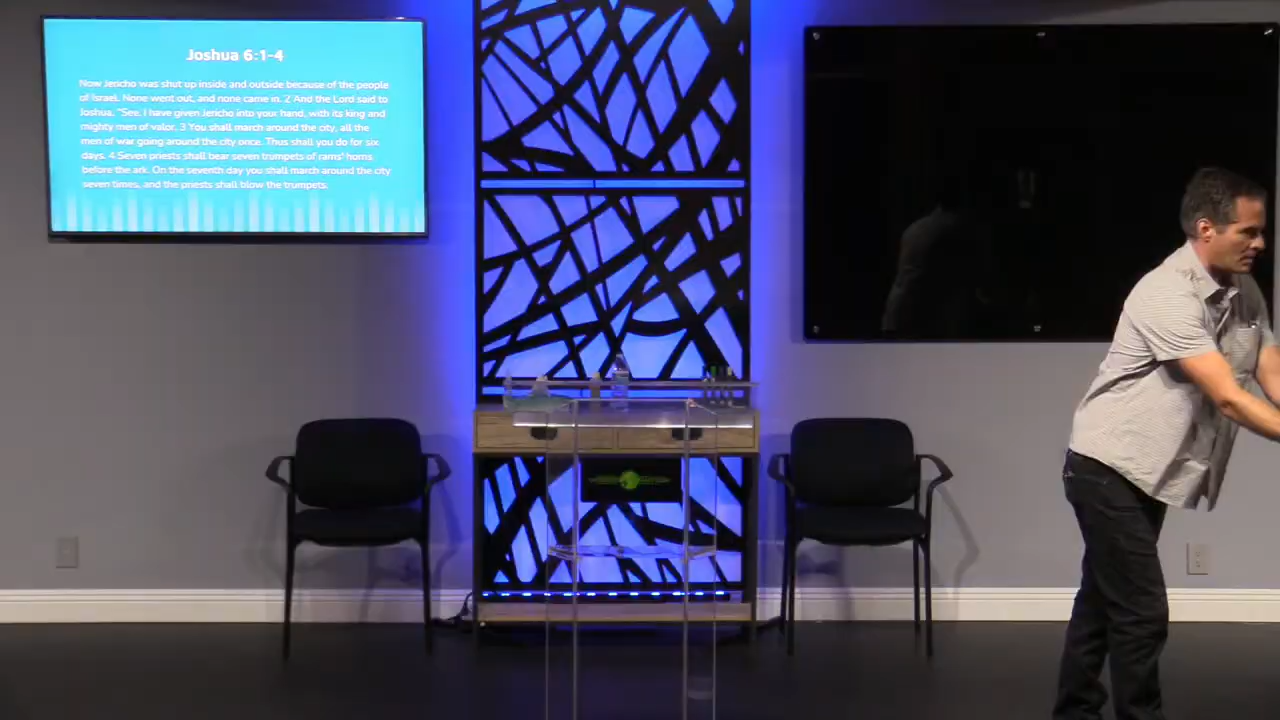 Joshua 6:1-4
Now Jericho was shut up inside and outside because of the people
of Israel. None went out, and none came in. 2 And the Lord said to
Joshua, "See, I have given Jericho into your hand, with its king and
mighty men of valor. 3 You shall march around the city, all the
men of war going around the city once. Thus shall you do for six
days. 4 Seven priests shall bear seven trumpets of rams' horns
before the ark. On the seventh day you shall march around the city
seven times, and the priests shall blow the trumpets.